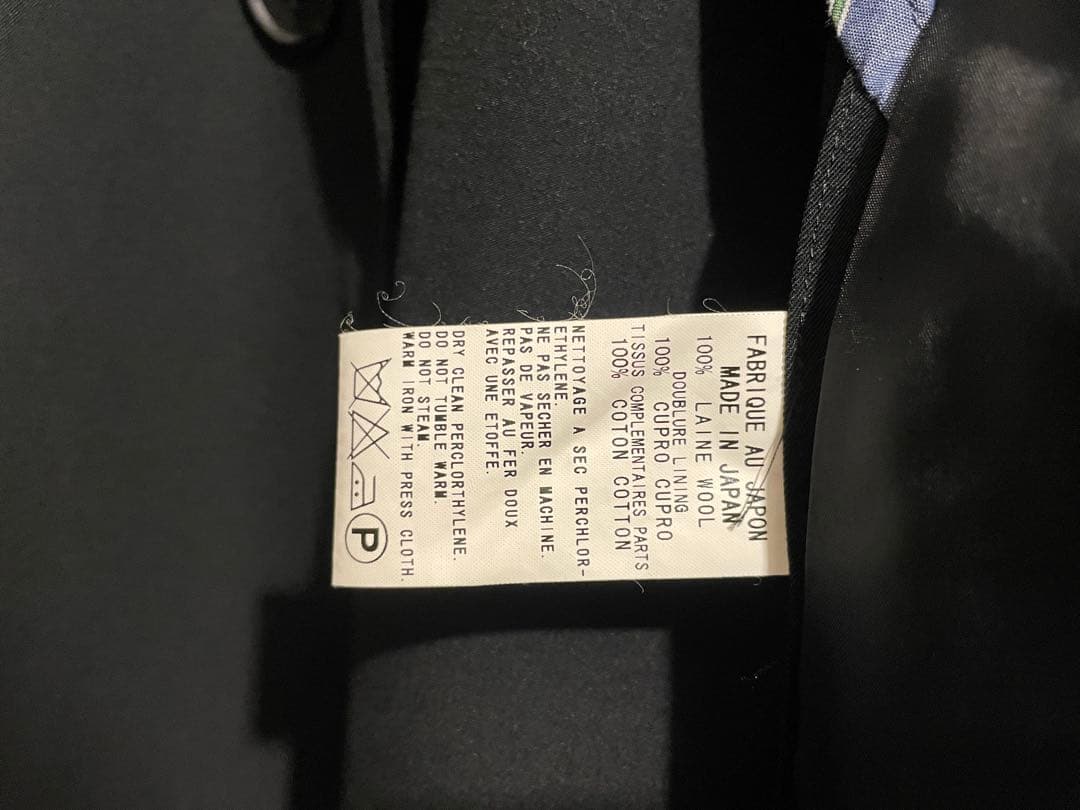 FABRIQUE AU JAPON
MADE IN JAPAN
100% LAINE WOOL
DOUBLURE LINING
100% CUPRO CUPRO
TISSUS COMPLEMENTAIRES PARTS
100% COTON COTTON
NETTOYAGE A SEC PERCHLOR-
ETHYLENE.
NE PAS SECHER EN MACHINE.
PAS DE VAPEUR.
REPASSER AU FER DOUX
AVEC UNE ETOFFE.
DRY CLEAN PERCLORTHYLENE.
DO NOT TUMBLE WARM.
DO NOT STEAM.
WARM IRON WITH PRESS CLOTH.
P